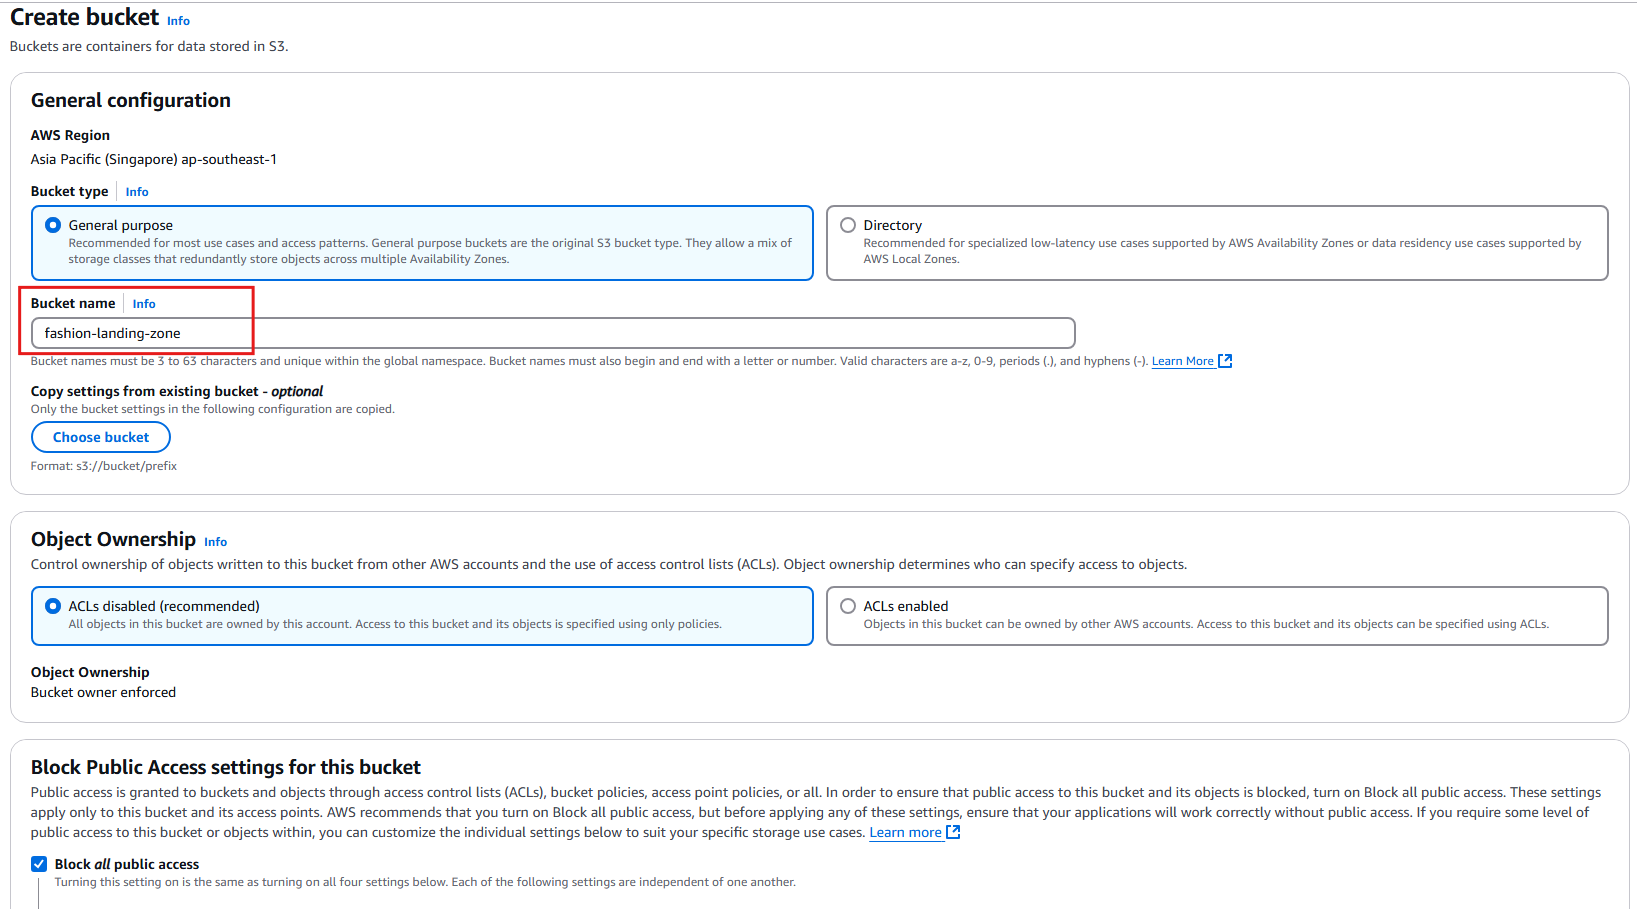 Create bucket Info
Buckets are containers for data stored in S3.
General configuration
AWS Region
Asia Pacific (Singapore) ap-southeast-1
Bucket type Info
General purpose
Recommended for most use cases and access patterns. General purpose buckets are the original S3 bucket type. They allow a mix of
storage classes that redundantly store objects across multiple Availability Zones.
Directory
Recommended for specialized low-latency use cases supported by AWS Availability Zones or data residency use cases supported by
AWS Local Zones.
Bucket name Info
fashion-landing-zone
Bucket names must be 3 to 63 characters and unique within the global namespace. Bucket names must also begin and end with a letter or number. Valid characters are a-z, 0-9, periods (.), and hyphens (-). Learn More
Copy settings from existing bucket - optional
Only the bucket settings in the following configuration are copied.
Choose bucket
Format: s3://bucket/prefix
Object Ownership Info
Control ownership of objects written to this bucket from other AWS accounts and the use of access control lists (ACLs). Object ownership determines who can specify access to objects.
ACLs disabled (recommended)
All objects in this bucket are owned by this account. Access to this bucket and its objects is specified using only policies.
ACLs enabled
Objects in this bucket can be owned by other AWS accounts. Access to this bucket and its objects can be specified using ACLs.
Object Ownership
Bucket owner enforced
Block Public Access settings for this bucket
Public access is granted to buckets and objects through access control lists (ACLs), bucket policies, access point policies, or all. In order to ensure that public access to this bucket and its objects is blocked, turn on Block all public access. These settings
apply only to this bucket and its access points. AWS recommends that you turn on Block all public access, but before applying any of these settings, ensure that your applications will work correctly without public access. If you require some level of
public access to this bucket or objects within, you can customize the individual settings below to suit your specific storage use cases. Learn more
Block all public access
Turning this setting on is the same as turning on all four settings below. Each of the following settings are independent of one another.